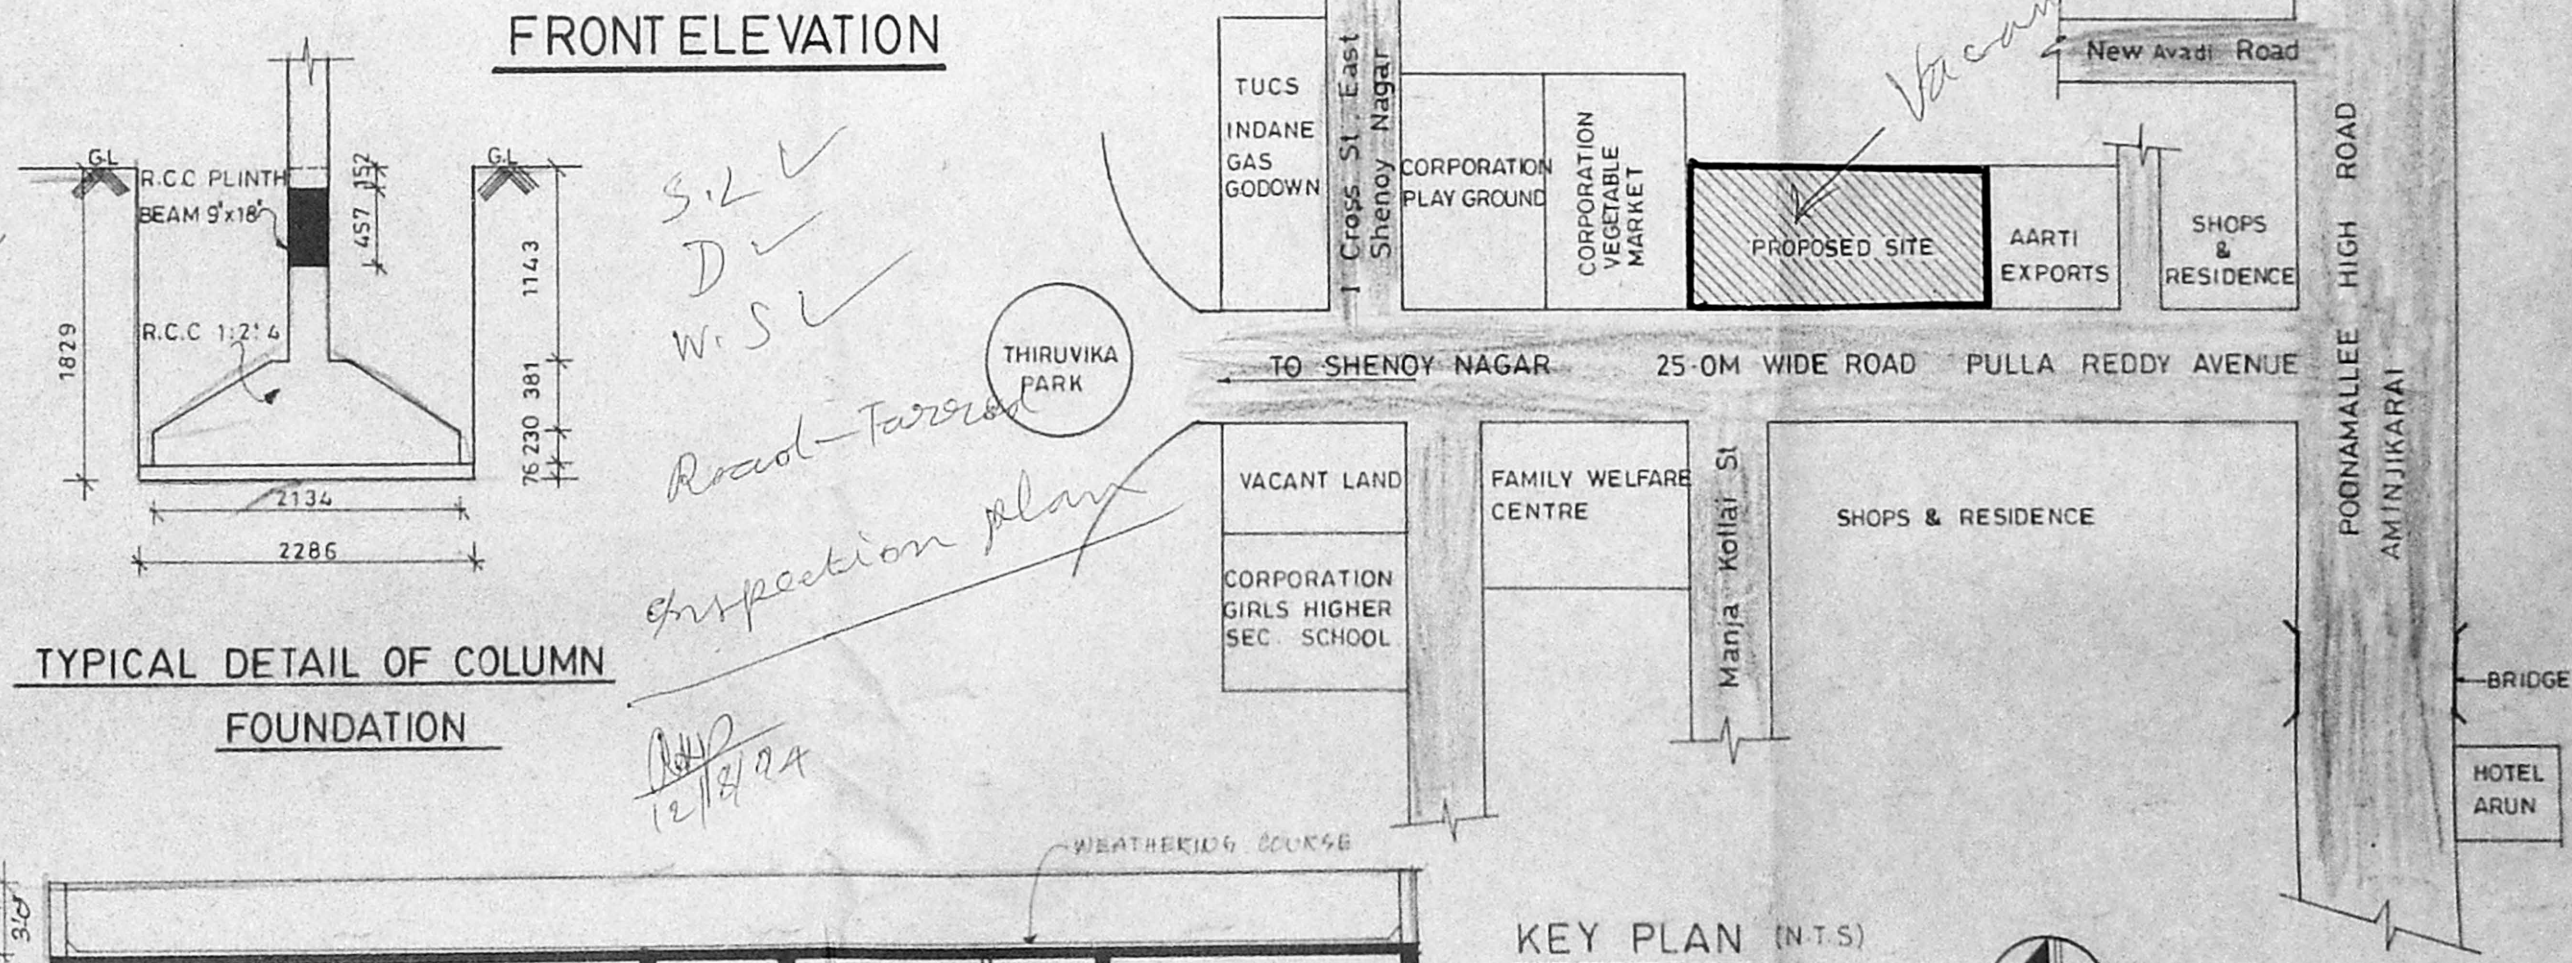 FRONT ELEVATION
G.L
G.L
R.C.C PLINTH
BEAM 9"x18"
152
457
1143
R.C.C 1:2:4
1829
381
230
76
2134
2286
TYPICAL DETAIL OF COLUMN
FOUNDATION
S.L ✓
D ✓
W.S ✓
Road - Tarred
Inspection plan
WEATHERING COURSE
3'0"
TUCS
INDANE
GAS
GODOWN
I Cross St. East
Shenoy Nagar
CORPORATION
PLAY GROUND
CORPORATION
VEGETABLE
MARKET
PROPOSED SITE
AARTI
EXPORTS
SHOPS
&
RESIDENCE
New Avadi Road
THIRUVIKA
PARK
TO SHENOY NAGAR 25.0M WIDE ROAD PULLA REDDY AVENUE
POONAMALLEE HIGH ROAD
AMINJIKARAI
VACANT LAND
CORPORATION
GIRLS HIGHER
SEC. SCHOOL
FAMILY WELFARE
CENTRE
Manja Kollai St
SHOPS & RESIDENCE
BRIDGE
HOTEL
ARUN
KEY PLAN (N.T.S)